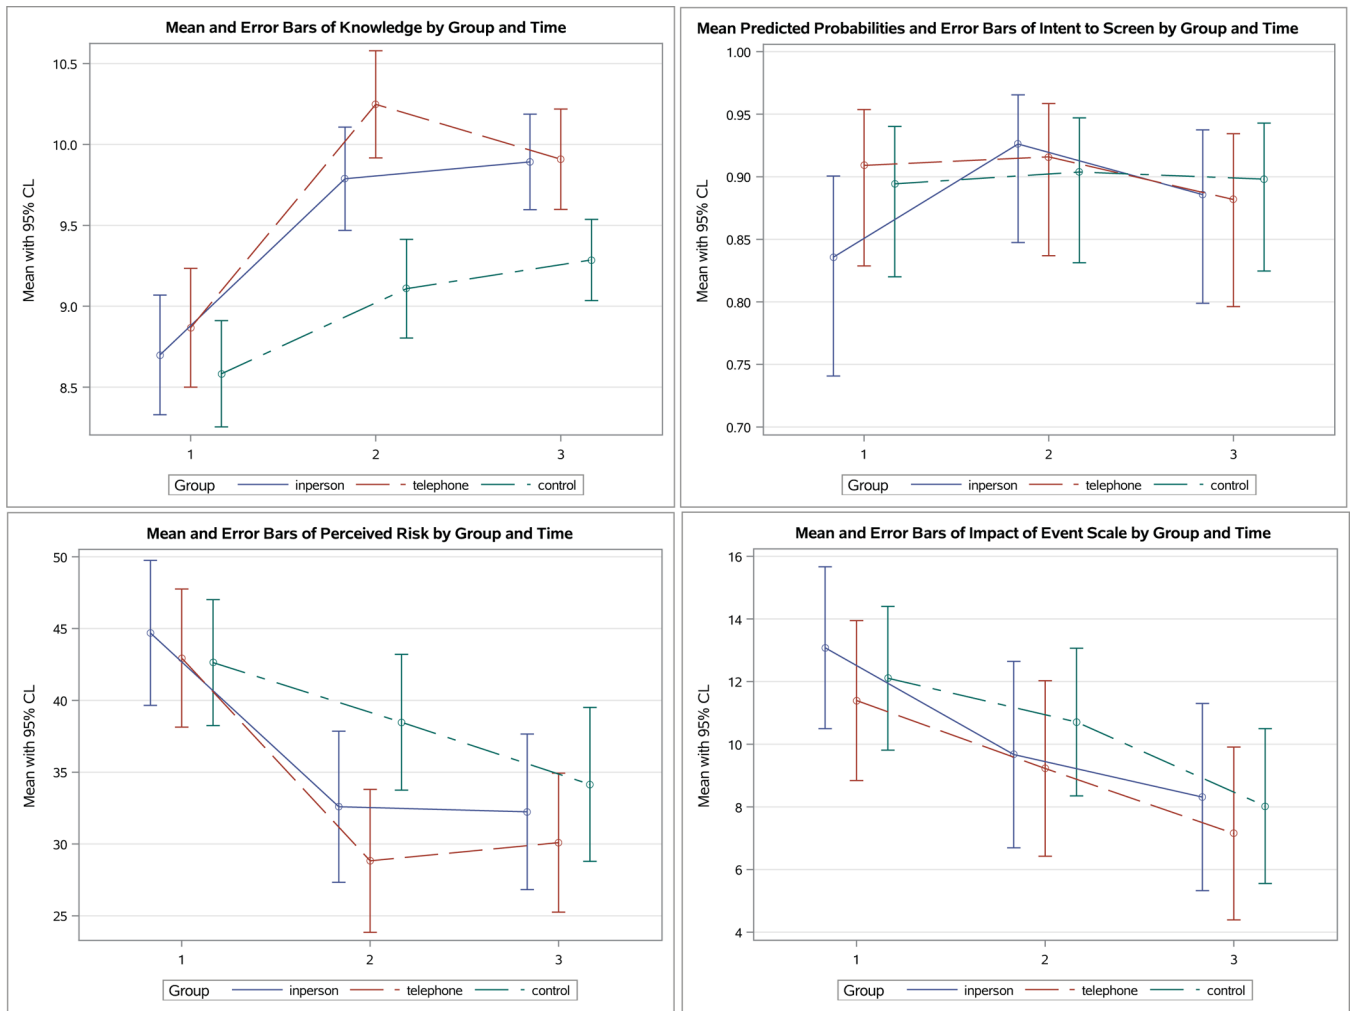 Mean and Error Bars of Knowledge by Group and Time
Mean with 95% CL
10.5
10.0
9.5
9.0
8.5
1 2 3
Group inperson telephone control
Mean Predicted Probabilities and Error Bars of Intent to Screen by Group and Time
Mean with 95% CL
1.00
0.95
0.90
0.85
0.80
0.75
0.70
1 2 3
Group inperson telephone control
Mean and Error Bars of Perceived Risk by Group and Time
Mean with 95% CL
50
45
40
35
30
25
1 2 3
Group inperson telephone control
Mean and Error Bars of Impact of Event Scale by Group and Time
Mean with 95% CL
16
14
12
10
8
6
4
1 2 3
Group inperson telephone control